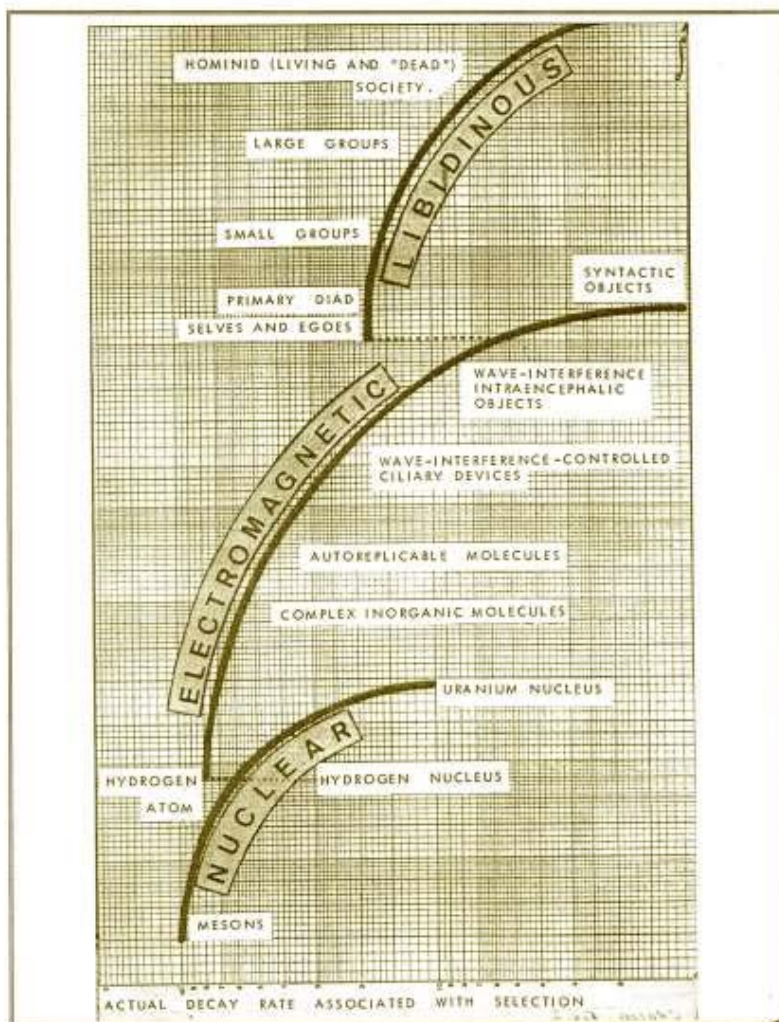 HOMINID (LIVING AND "DEAD")
SOCIETY.
LIBIDINOUS
LARGE GROUPS
SMALL GROUPS
SYNTACTIC
OBJECTS
PRIMARY DIAD
SELVES AND EGOES
WAVE-INTERFERENCE
INTRAENCEPHALIC
OBJECTS
ELECTROMAGNETIC
WAVE-INTERFERENCE-CONTROLLED
CILIARY DEVICES
AUTOREPLICABLE MOLECULES
COMPLEX INORGANIC MOLECULES
URANIUM NUCLEUS
NUCLEAR
HYDROGEN
ATOM
HYDROGEN NUCLEUS
MESONS
ACTUAL DECAY RATE ASSOCIATED WITH SELECTION